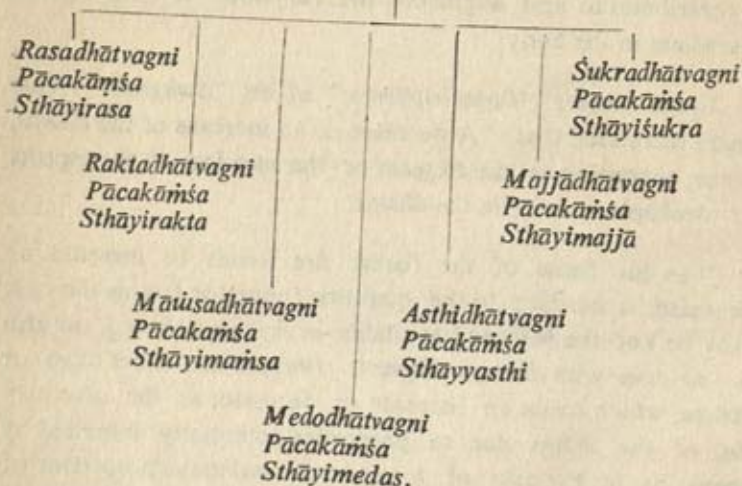 Rasadhātvagni
Pācakāṃśa
Sthāyirasa
Śukradhātvagni
Pācakāṁśa
Sthāyiśukra
Raktadhātvagni
Pācakāṁśa
Sthāyirakta
Majjādhātvagni
Pācakāṁśa
Sthāyimajjā
Māṁsadhātvagni
Pācakaṁśa
Sthāyimaṁsa
Asthidhātvagni
Pācakāṁśa
Sthāyyasthi
Medodhātvagni
Pācakāṁśa
Sthāyimedas.